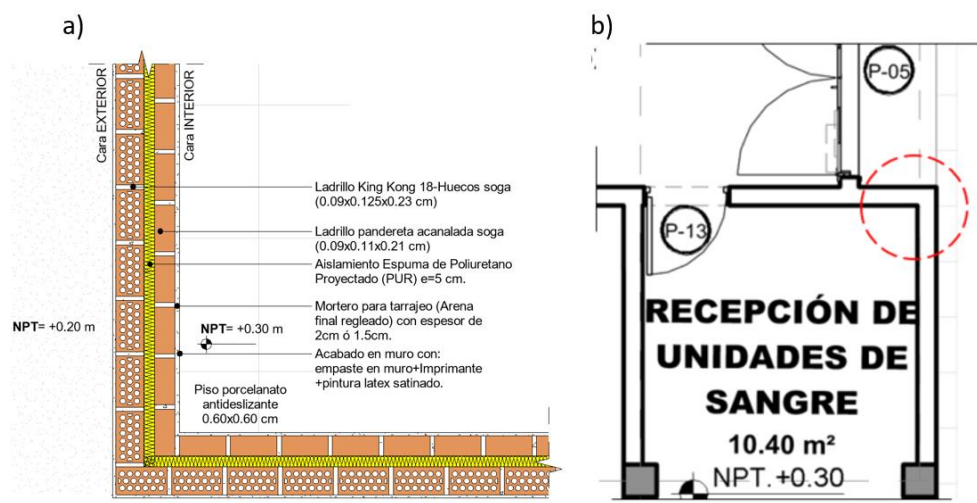 a)
Cara EXTERIOR
Cara INTERIOR
Ladrillo King Kong 18-Huecos soga
(0.09x0.125x0.23 cm)
Ladrillo pandereta acanalada soga
(0.09x0.11x0.21 cm)
Aislamiento Espuma de Poliuretano
Proyectado (PUR) e=5 cm.
Mortero para tarrajeo (Arena
final regleado) con espesor de
2cm ó 1.5cm.
Acabado en muro con:
empaste en muro+Imprimante
+pintura latex satinado.
NPT= +0.20 m
NPT= +0.30 m
Piso porcelanato
antideslizante
0.60x0.60 cm
b)
P-05
P-13
RECEPCIÓN DE
UNIDADES DE
SANGRE
10.40 m²
NPT. +0.30